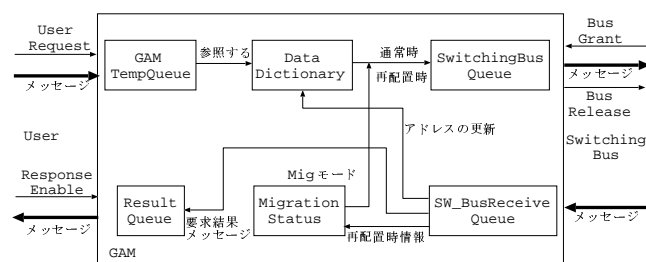 User
Request
メッセージ
User
Response
Enable
メッセージ
GAM
TempQueue
参照する
Data
Dictionary
通常時
再配置時
SwitchingBus
Queue
アドレスの更新
Migモード
Result
Queue
要求結果
メッセージ
Migration
Status
再配置時情報
SW_BusReceive
Queue
GAM
Bus
Grant
メッセージ
Bus
Release
Switching
Bus
メッセージ